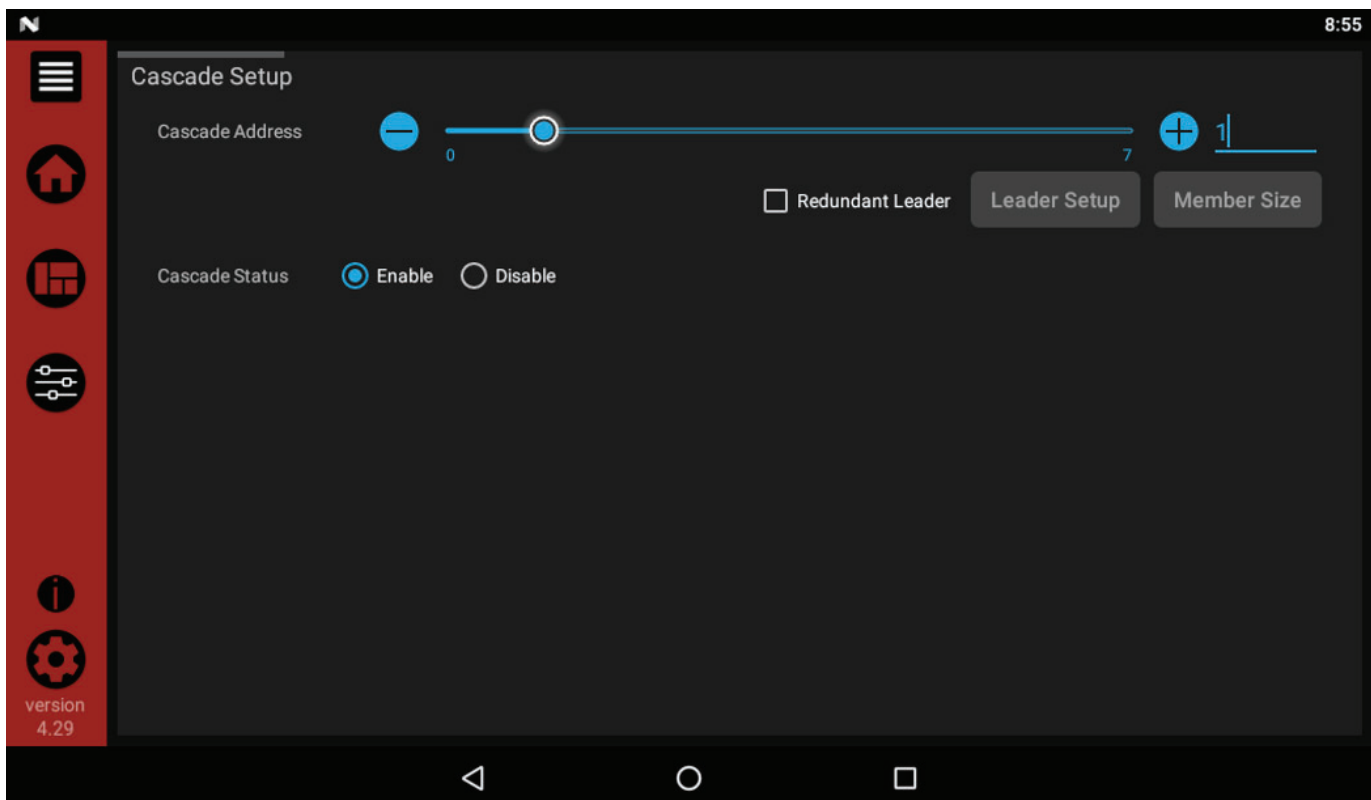 8:55
Cascade Setup
Cascade Address
0
7
1
Redundant Leader
Leader Setup
Member Size
Cascade Status
Enable
Disable
version
4.29